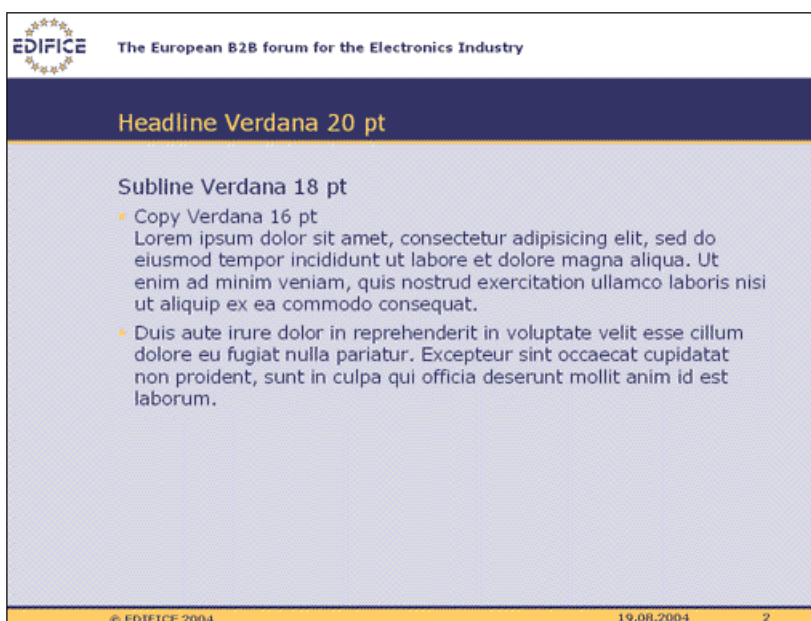 EDIFICE
The European B2B forum for the Electronics Industry
Headline Verdana 20 pt
Subline Verdana 18 pt
Copy Verdana 16 pt
Lorem ipsum dolor sit amet, consectetur adipisicing elit, sed do
eiusmod tempor incididunt ut labore et dolore magna aliqua. Ut
enim ad minim veniam, quis nostrud exercitation ullamco laboris nisi
ut aliquip ex ea commodo consequat.
Duis aute irure dolor in reprehenderit in voluptate velit esse cillum
dolore eu fugiat nulla pariatur. Excepteur sint occaecat cupidatat
non proident, sunt in culpa qui officia deserunt mollit anim id est
laborum.
© EDIFICE 2004 19.08.2004 2